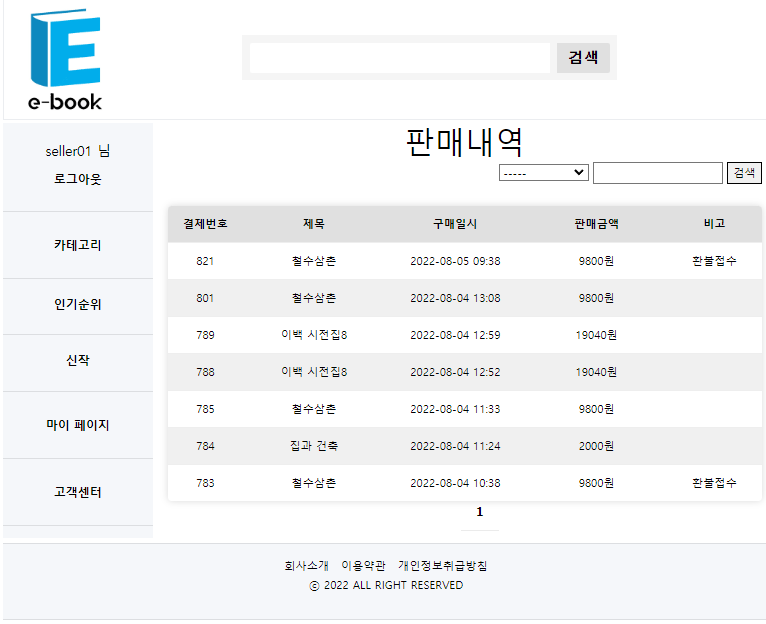 E
e-book
검색
seller01 님
로그아웃
카테고리
인기순위
신작
마이 페이지
고객센터
판매내역
----- 검색
결제번호 제목 구매일시 판매금액 비고
821 철수삼촌 2022-08-05 09:38 9800원 환불접수
801 철수삼촌 2022-08-04 13:08 9800원
789 이백 시전집8 2022-08-04 12:59 19040원
788 이백 시전집8 2022-08-04 12:52 19040원
785 철수삼촌 2022-08-04 11:33 9800원
784 집과 건축 2022-08-04 11:24 2000원
783 철수삼촌 2022-08-04 10:38 9800원 환불접수
1
회사소개 이용약관 개인정보취급방침
ⓒ 2022 ALL RIGHT RESERVED